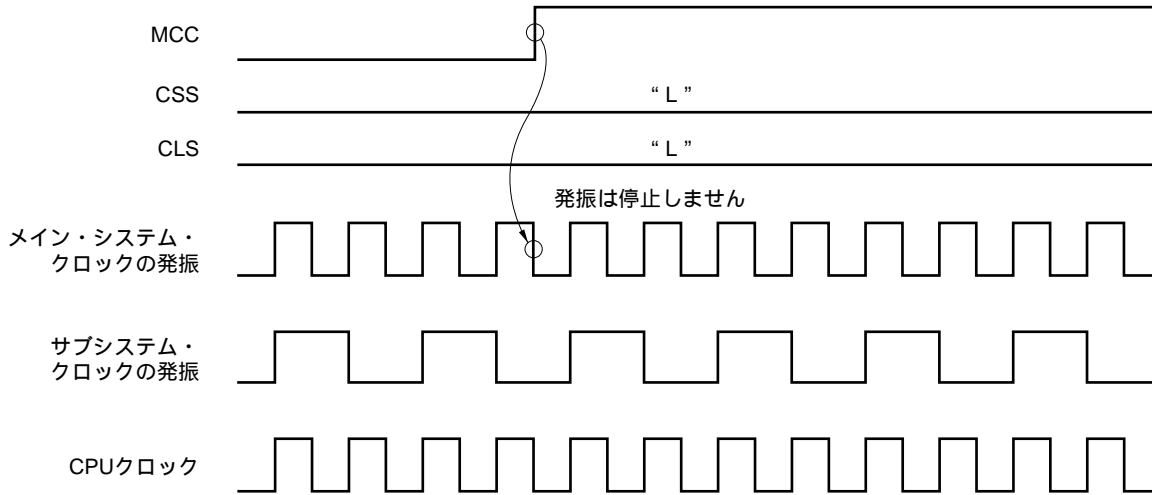 MCC
CSS
“ L ”
CLS
“ L ”
発振は停止しません
メイン・システム・
クロックの発振
サブシステム・
クロックの発振
CPUクロック